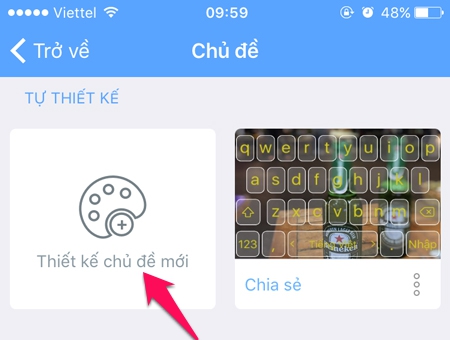 Viettel 09:59 48%
Trở về Chủ đề
TỰ THIẾT KẾ
q w e r t y u i o p
a s d f g h j k l
z x c v b n m
123 Tiếng Việt Nhập
Thiết kế chủ đề mới
Chia sẻ